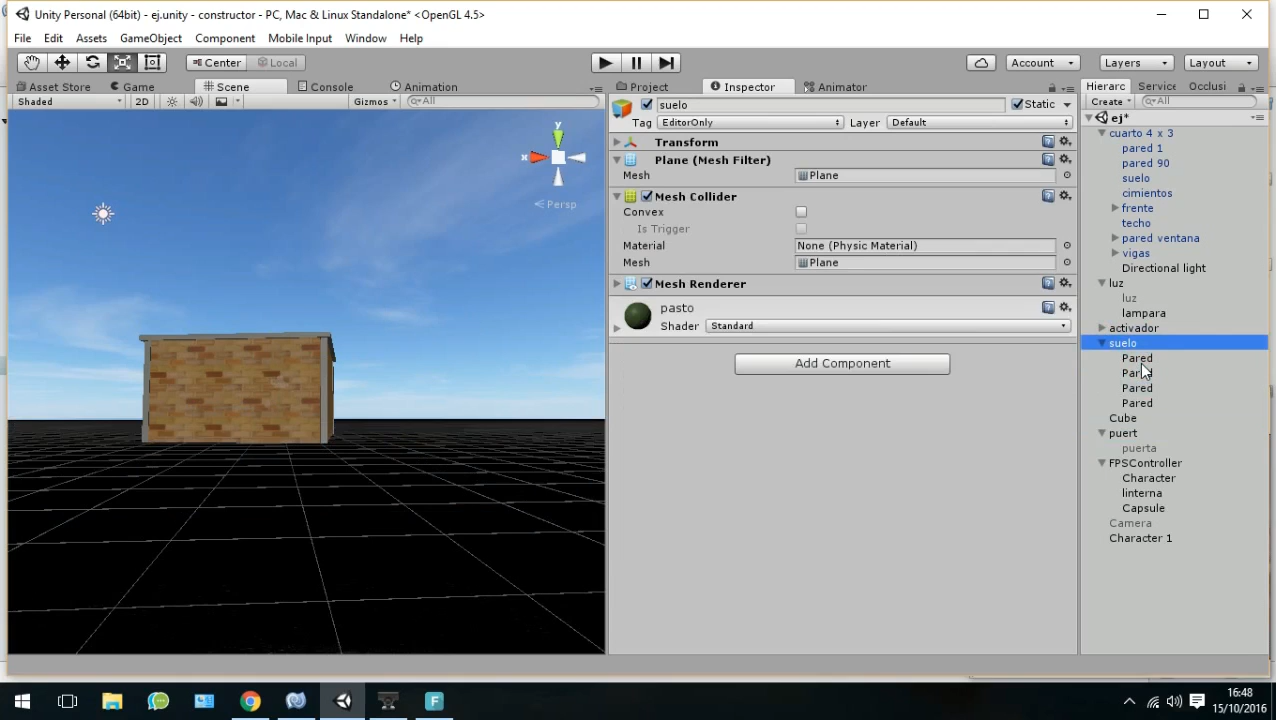 Unity Personal (64bit) - ej.unity - constructor - PC, Mac & Linux Standalone* <OpenGL 4.5>
File Edit Assets GameObject Component Mobile Input Window Help
Center Local Account Layers Layout
Asset Store Game Scene Console Animation
Shaded 2D Gizmos All
y
x
Persp
Project Inspector Animator
suelo Static
Tag EditorOnly Layer Default
Transform
Plane (Mesh Filter)
Mesh Plane
Mesh Collider
Convex
Is Trigger
Material None (Physic Material)
Mesh Plane
Mesh Renderer
pasto
Shader Standard
Add Component
Hierarc Service Occlusi
Create All
ej*
cuarto 4 x 3
pared 1
pared 90
suelo
cimientos
frente
techo
pared ventana
vigas
Directional light
luz
luz
lampara
activador
suelo
Pared
Pared
Pared
Pared
Cube
puert
puerta
FPSController
Character
linterna
Capsule
Camera
Character 1
F
16:48
15/10/2016